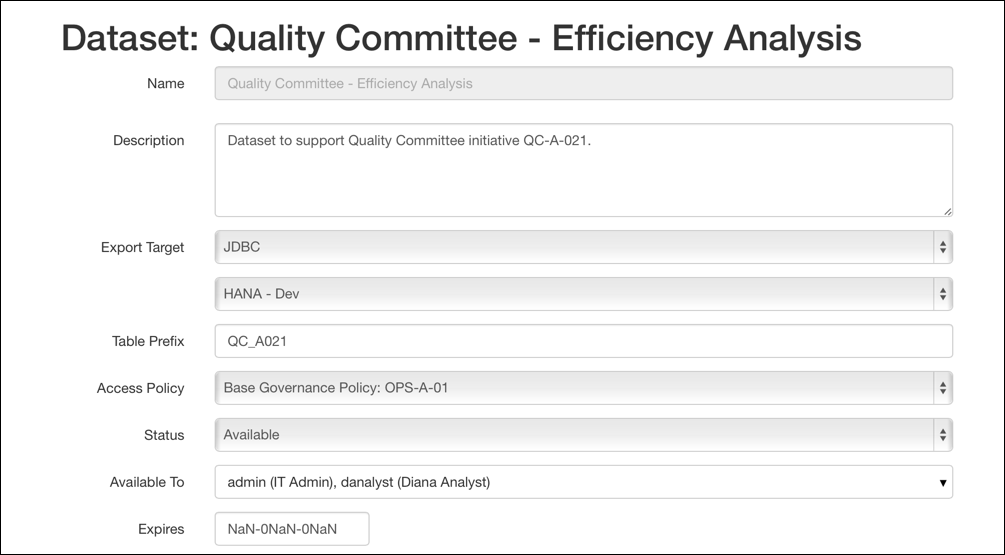 Dataset: Quality Committee - Efficiency Analysis
Name Quality Committee - Efficiency Analysis
Description Dataset to support Quality Committee initiative QC-A-021.
Export Target JDBC
HANA - Dev
Table Prefix QC_A021
Access Policy Base Governance Policy: OPS-A-01
Status Available
Available To admin (IT Admin), danalyst (Diana Analyst)
Expires NaN-0NaN-0NaN